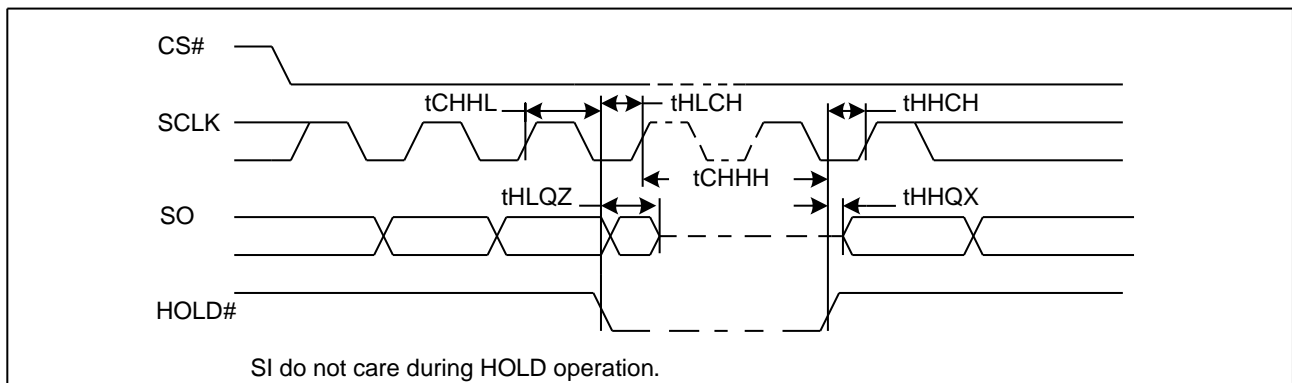 CS#
tCHHL
tHLCH
tHHCH
SCLK
tCHHH
tHLQZ
tHHQX
SO
HOLD#
SI do not care during HOLD operation.